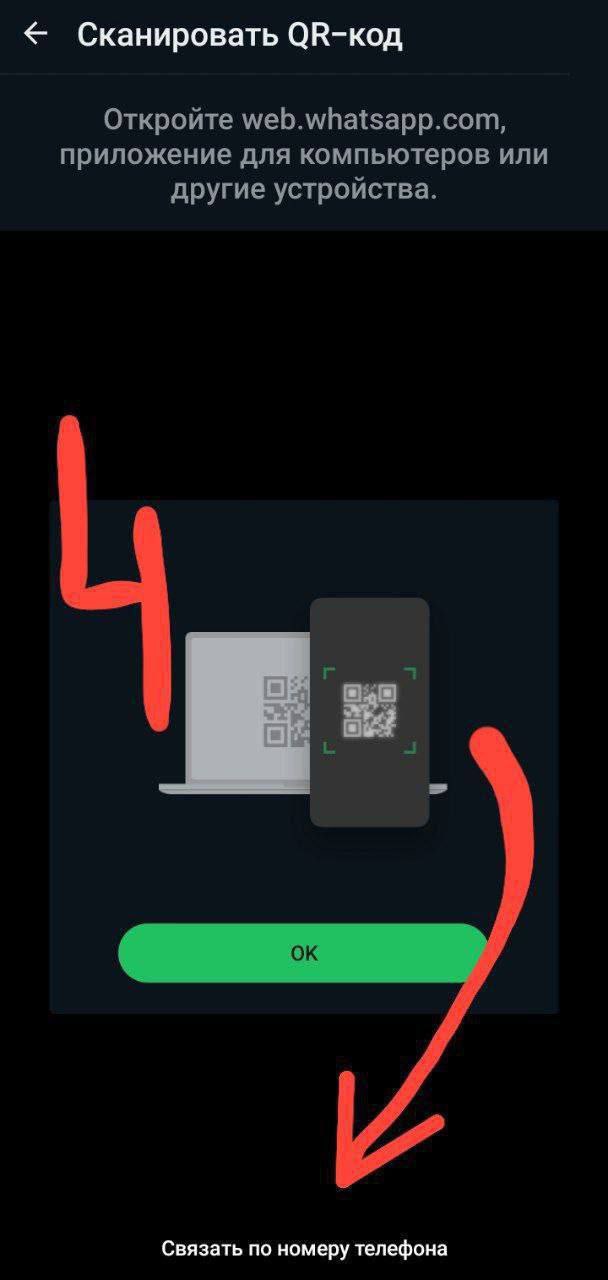 Сканировать QR-код
Откройте web.whatsapp.com,
приложение для компьютеров или
другие устройства.
4
OK
Связать по номеру телефона